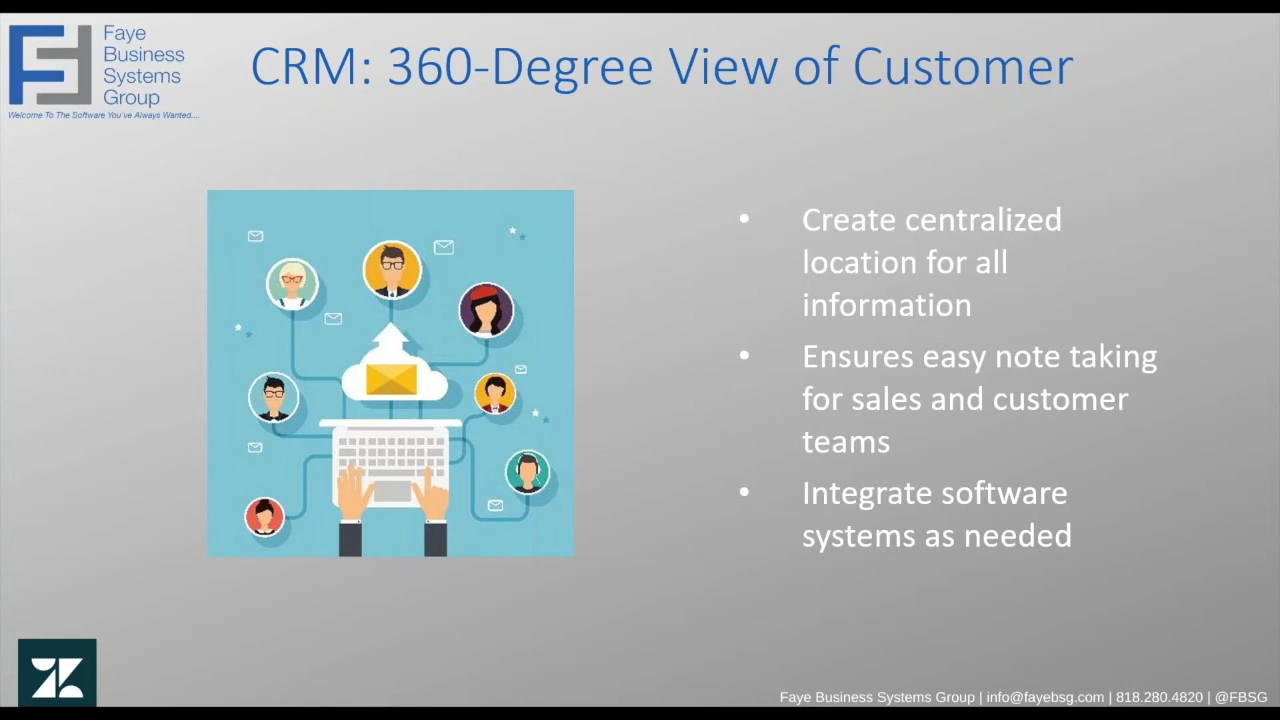 Faye
Business
Systems
Group
Welcome To The Software You've Always Wanted....
CRM: 360-Degree View of Customer
• Create centralized
location for all
information
• Ensures easy note taking
for sales and customer
teams
• Integrate software
systems as needed
Faye Business Systems Group | info@fayebsg.com | 818.280.4820 | @FBSG